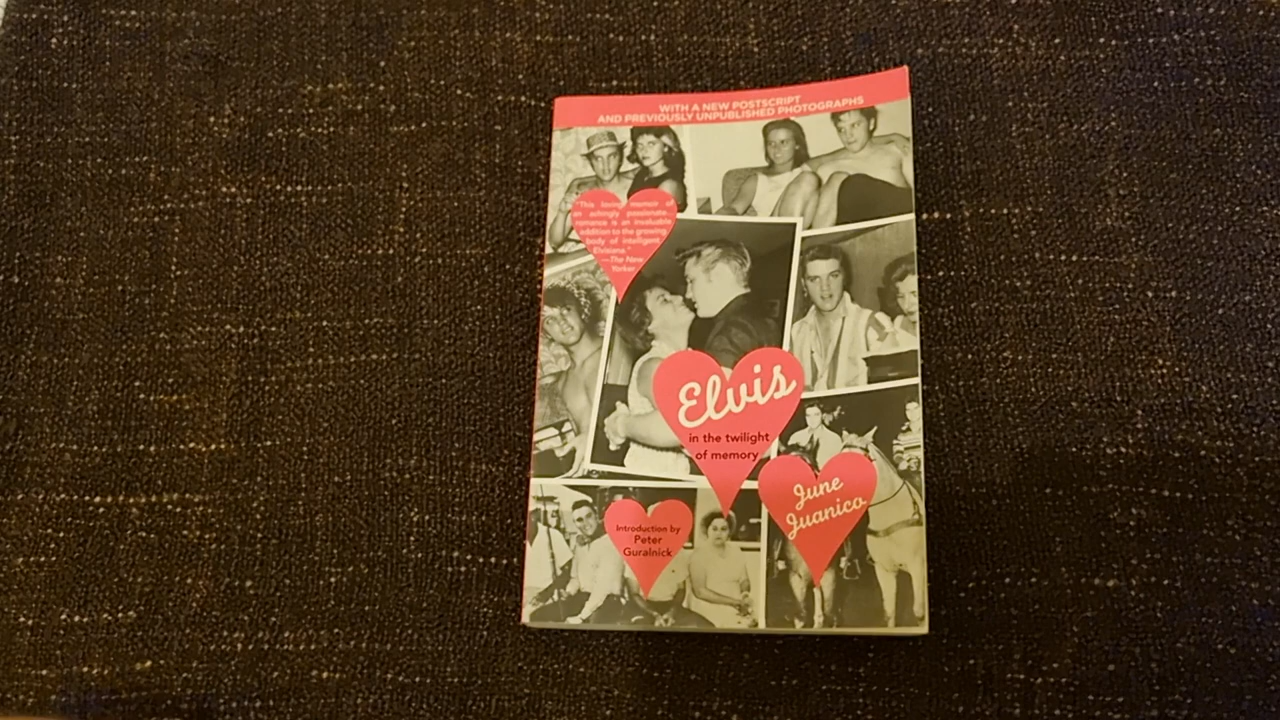 WITH A NEW POSTSCRIPT
AND PREVIOUSLY UNPUBLISHED PHOTOGRAPHS
"This loving memoir of
an achingly passionate...
romance is an invaluable
addition to the growing
body of intelligent
Elvisiana."
—The New
Yorker
Elvis
in the twilight
of memory
June
Juanico
Introduction by
Peter
Guralnick